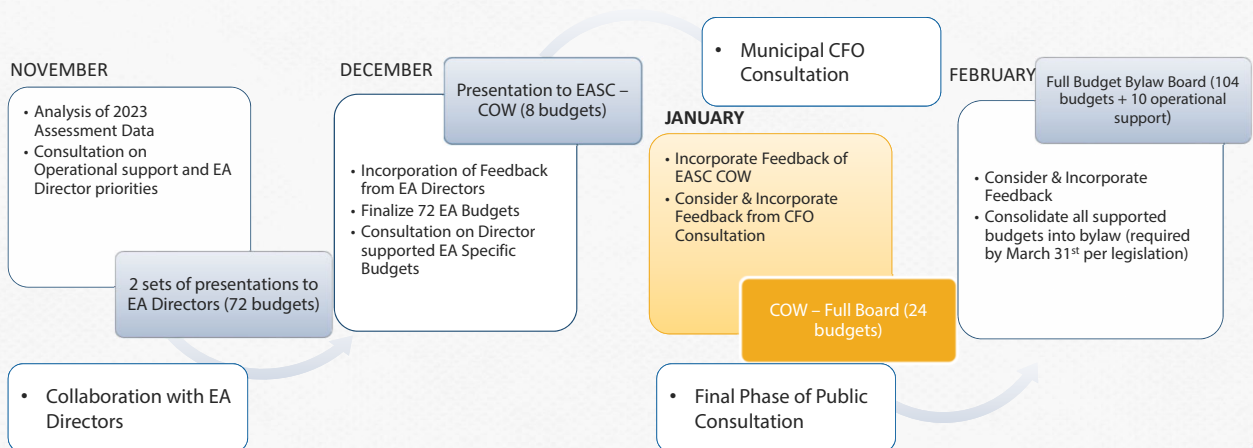 NOVEMBER
• Analysis of 2023
Assessment Data
• Consultation on
Operational support and EA
Director priorities
2 sets of presentations to
EA Directors (72 budgets)
• Collaboration with EA
Directors
DECEMBER
Presentation to EASC –
COW (8 budgets)
• Incorporation of Feedback
from EA Directors
• Finalize 72 EA Budgets
• Consultation on Director
supported EA Specific
Budgets
• Municipal CFO
Consultation
JANUARY
• Incorporate Feedback of
EASC COW
• Consider & Incorporate
Feedback from CFO
Consultation
COW – Full Board (24
budgets)
• Final Phase of Public
Consultation
FEBRUARY
Full Budget Bylaw Board (104
budgets + 10 operational
support)
• Consider & Incorporate
Feedback
• Consolidate all supported
budgets into bylaw (required
by March 31st per legislation)